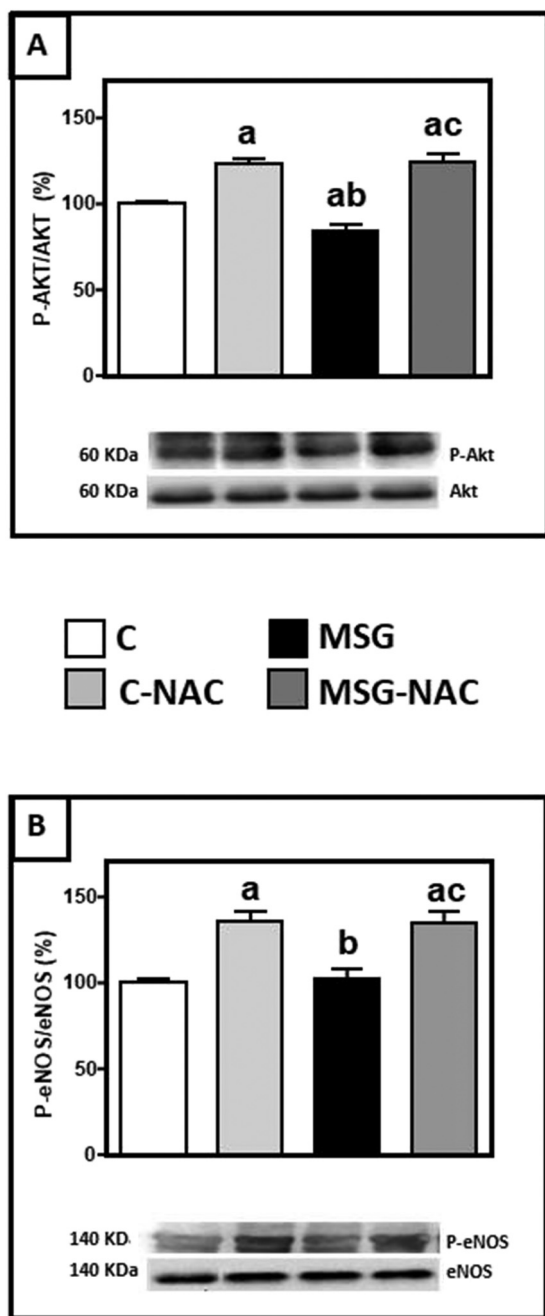 A
P-AKT/AKT (%)
150
100
50
0
a
ab
ac
60 KDa
P-Akt
60 KDa
Akt
C
MSG
C-NAC
MSG-NAC
B
P-eNOS/eNOS (%)
150
100
50
0
a
b
ac
140 KD
P-eNOS
140 KDa
eNOS